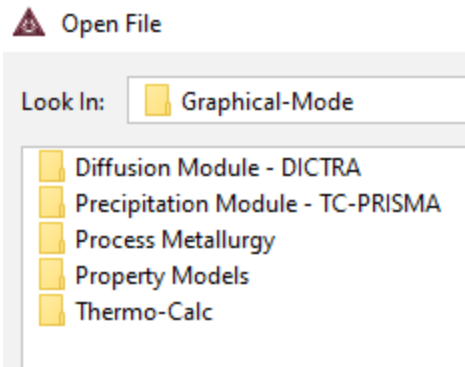 Open File
Look In: Graphical-Mode
Diffusion Module - DICTRA
Precipitation Module - TC-PRISMA
Process Metallurgy
Property Models
Thermo-Calc